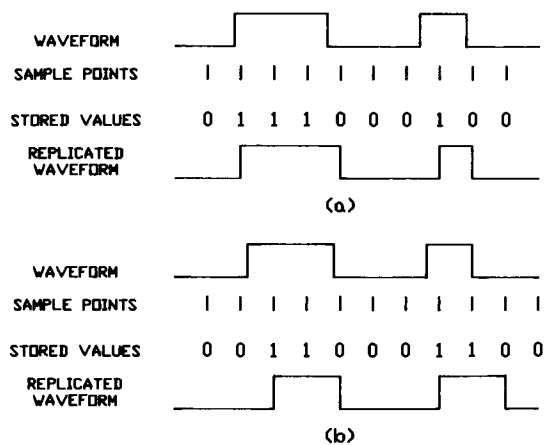 WAVEFORM
SAMPLE POINTS
STORED VALUES 0 1 1 1 0 0 0 1 0 0
REPLICATED
WAVEFORM
(a)
WAVEFORM
SAMPLE POINTS
STORED VALUES 0 0 1 1 0 0 0 1 1 0 0
REPLICATED
WAVEFORM
(b)